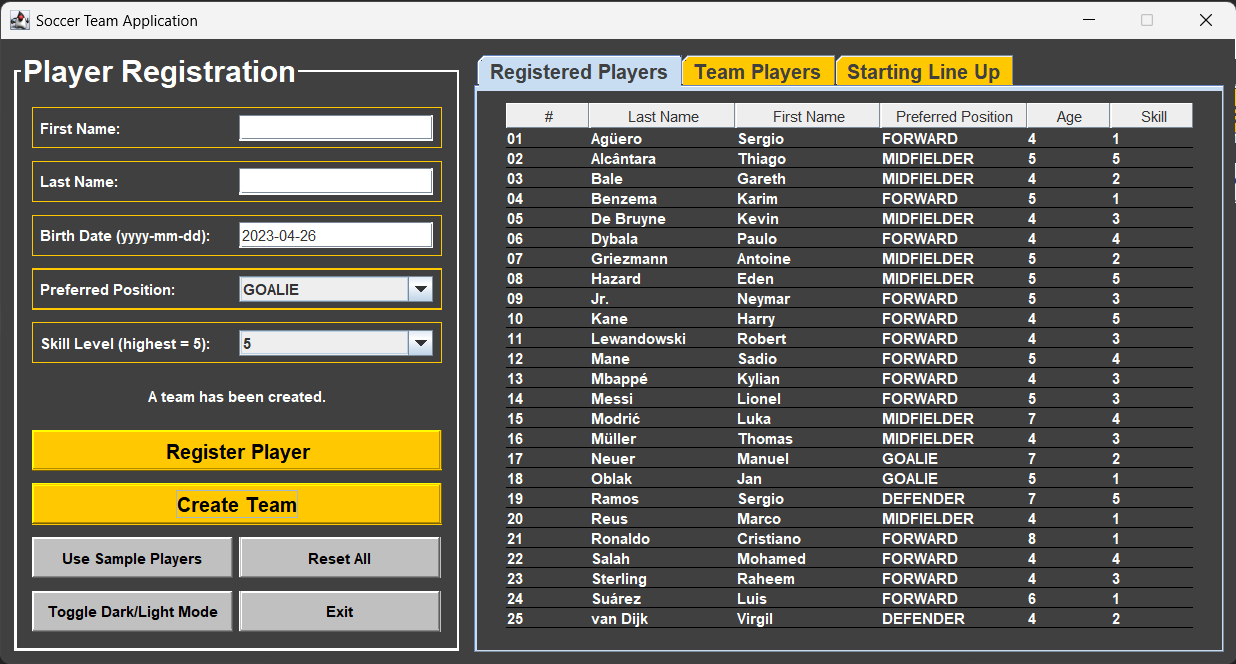 Soccer Team Application
Player Registration
First Name:
Last Name:
Birth Date (yyyy-mm-dd): 2023-04-26
Preferred Position: GOALIE
Skill Level (highest = 5): 5
A team has been created.
Register Player
Create Team
Use Sample Players Reset All
Toggle Dark/Light Mode Exit
Registered Players Team Players Starting Line Up
# Last Name First Name Preferred Position Age Skill
01 Agüero Sergio FORWARD 4 1
02 Alcântara Thiago MIDFIELDER 5 5
03 Bale Gareth MIDFIELDER 4 2
04 Benzema Karim FORWARD 5 1
05 De Bruyne Kevin MIDFIELDER 4 3
06 Dybala Paulo FORWARD 4 4
07 Griezmann Antoine MIDFIELDER 5 2
08 Hazard Eden MIDFIELDER 5 5
09 Jr. Neymar FORWARD 5 3
10 Kane Harry FORWARD 4 5
11 Lewandowski Robert FORWARD 4 3
12 Mane Sadio FORWARD 5 4
13 Mbappé Kylian FORWARD 4 3
14 Messi Lionel FORWARD 5 3
15 Modrić Luka MIDFIELDER 7 4
16 Müller Thomas MIDFIELDER 4 3
17 Neuer Manuel GOALIE 7 2
18 Oblak Jan GOALIE 5 1
19 Ramos Sergio DEFENDER 7 5
20 Reus Marco MIDFIELDER 4 1
21 Ronaldo Cristiano FORWARD 8 1
22 Salah Mohamed FORWARD 4 4
23 Sterling Raheem FORWARD 4 3
24 Suárez Luis FORWARD 6 1
25 van Dijk Virgil DEFENDER 4 2